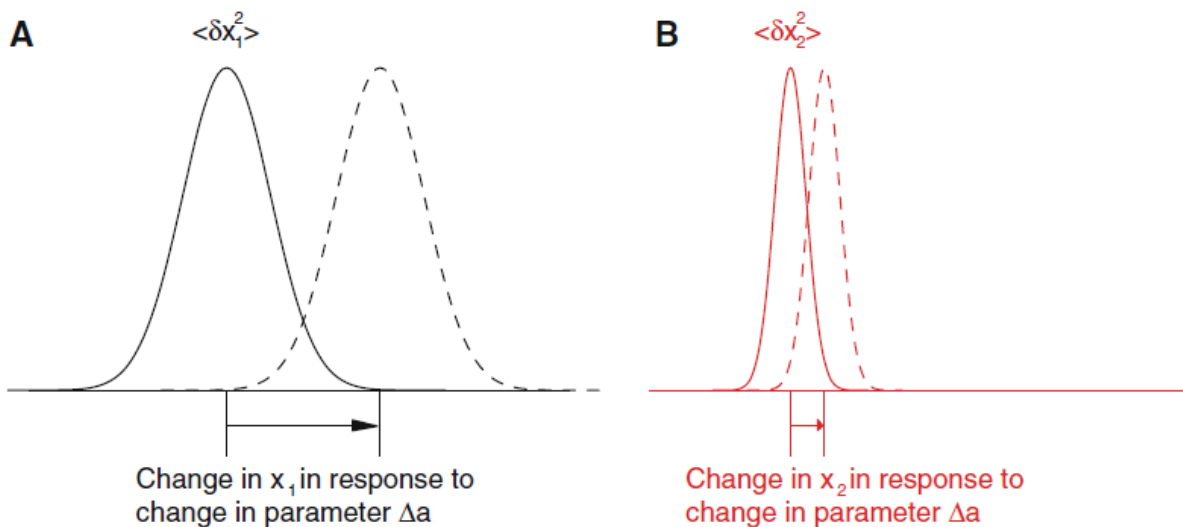 A
<δx₁²>
Change in x₁ in response to
change in parameter Δa
B
<δx₂²>
Change in x₂ in response to
change in parameter Δa